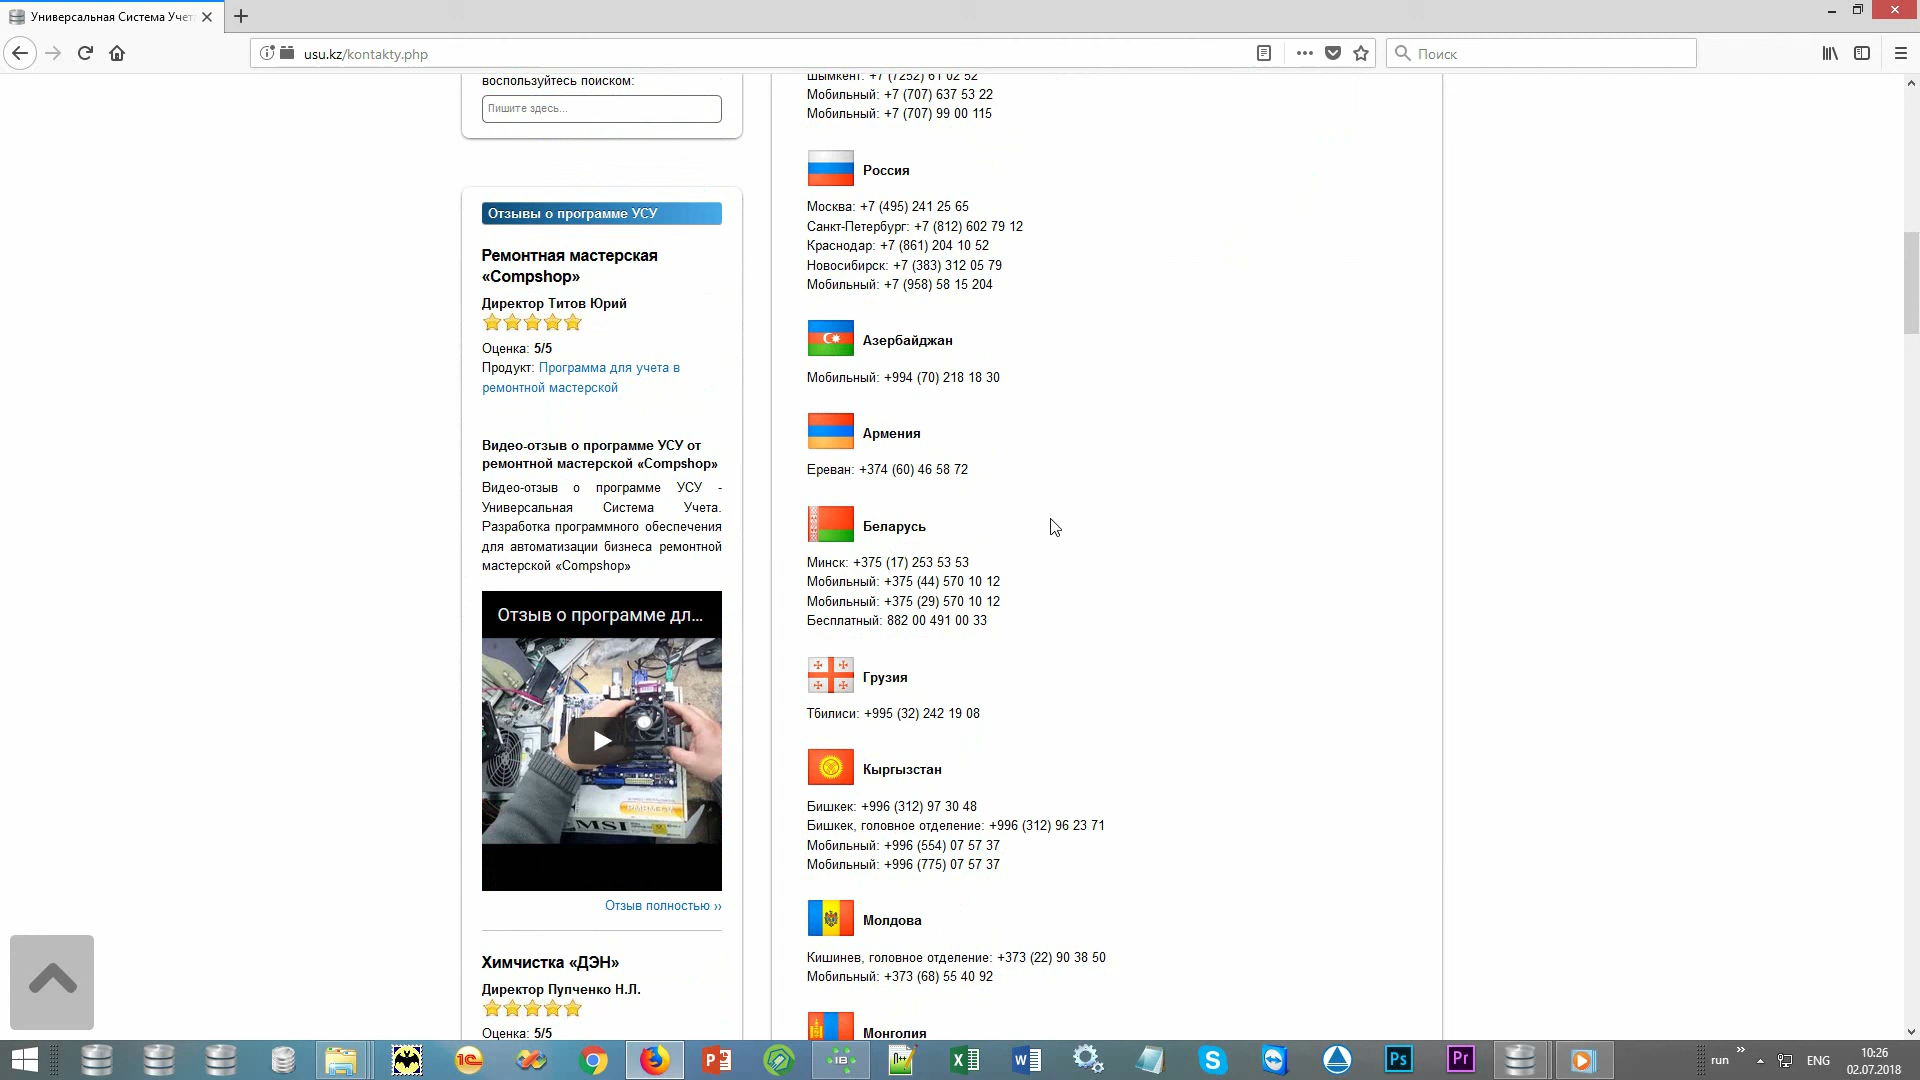 Универсальная Система Учет
usu.kz/kontakty.php
Поиск
воспользуйтесь поиском:
Пишите здесь...
Отзывы о программе УСУ
Ремонтная мастерская
«Compshop»
Директор Титов Юрий
Оценка: 5/5
Продукт: Программа для учета в
ремонтной мастерской
Видео-отзыв о программе УСУ от
ремонтной мастерской «Compshop»
Видео-отзыв о программе УСУ -
Универсальная Система Учета.
Разработка программного обеспечения
для автоматизации бизнеса ремонтной
мастерской «Compshop»
Отзыв о программе дл...
MSI
Отзыв полностью ››
Химчистка «ДЭН»
Директор Пупченко Н.Л.
Оценка: 5/5
Шымкент: +7 (7252) 61 02 52
Мобильный: +7 (707) 637 53 22
Мобильный: +7 (707) 99 00 115
Россия
Москва: +7 (495) 241 25 65
Санкт-Петербург: +7 (812) 602 79 12
Краснодар: +7 (861) 204 10 52
Новосибирск: +7 (383) 312 05 79
Мобильный: +7 (958) 58 15 204
Азербайджан
Мобильный: +994 (70) 218 18 30
Армения
Ереван: +374 (60) 46 58 72
Беларусь
Минск: +375 (17) 253 53 53
Мобильный: +375 (44) 570 10 12
Мобильный: +375 (29) 570 10 12
Бесплатный: 882 00 491 00 33
Грузия
Тбилиси: +995 (32) 242 19 08
Кыргызстан
Бишкек: +996 (312) 97 30 48
Бишкек, головное отделение: +996 (312) 96 23 71
Мобильный: +996 (554) 07 57 37
Мобильный: +996 (775) 07 57 37
Молдова
Кишинев, головное отделение: +373 (22) 90 38 50
Мобильный: +373 (68) 55 40 92
Монголия
run
ENG
10:26
02.07.2018